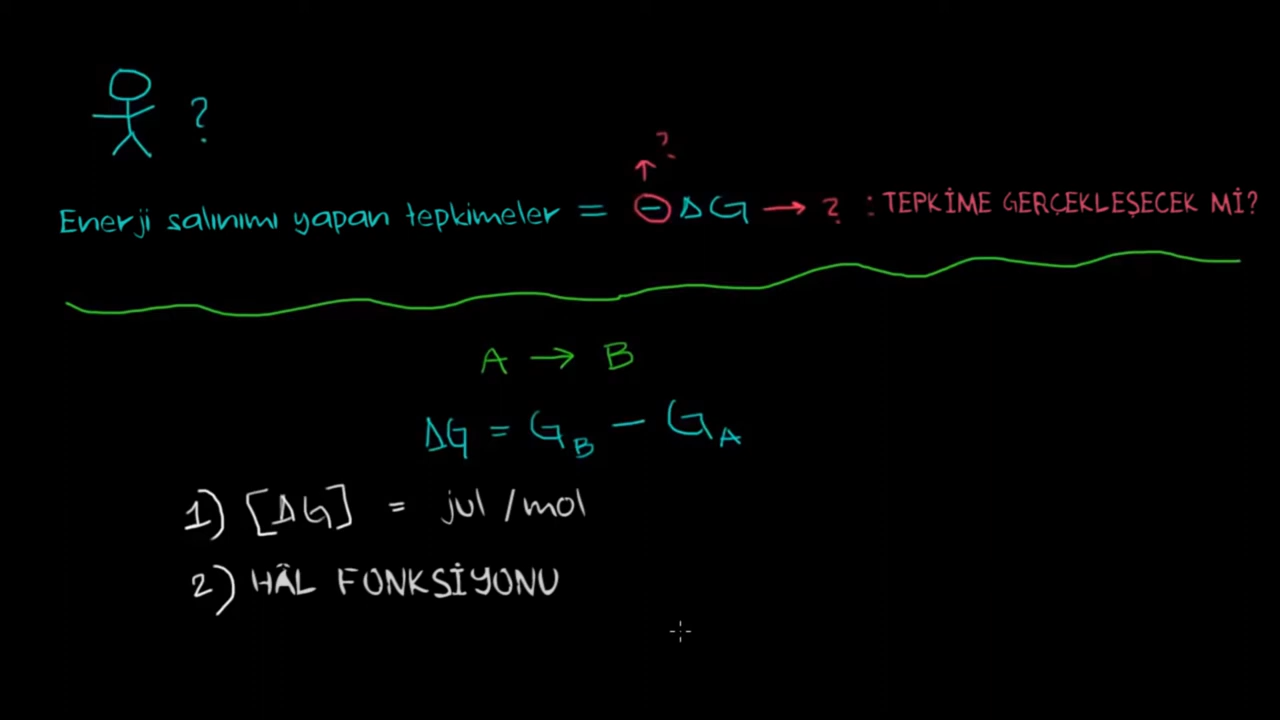 ?
?
Enerji salınımı yapan tepkimeler = - ΔG → ? : TEPKİME GERÇEKLEŞECEK Mİ?
A → B
ΔG = G_B - G_A
1) [ΔG] = jul /mol
2) HÂL FONKSİYONU